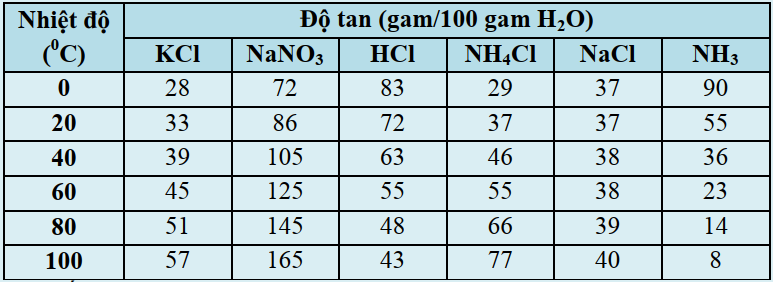 Nhiệt độ (⁰C) Độ tan (gam/100 gam H₂O)
KCl NaNO₃ HCl NH₄Cl NaCl NH₃
0 28 72 83 29 37 90
20 33 86 72 37 37 55
40 39 105 63 46 38 36
60 45 125 55 55 38 23
80 51 145 48 66 39 14
100 57 165 43 77 40 8